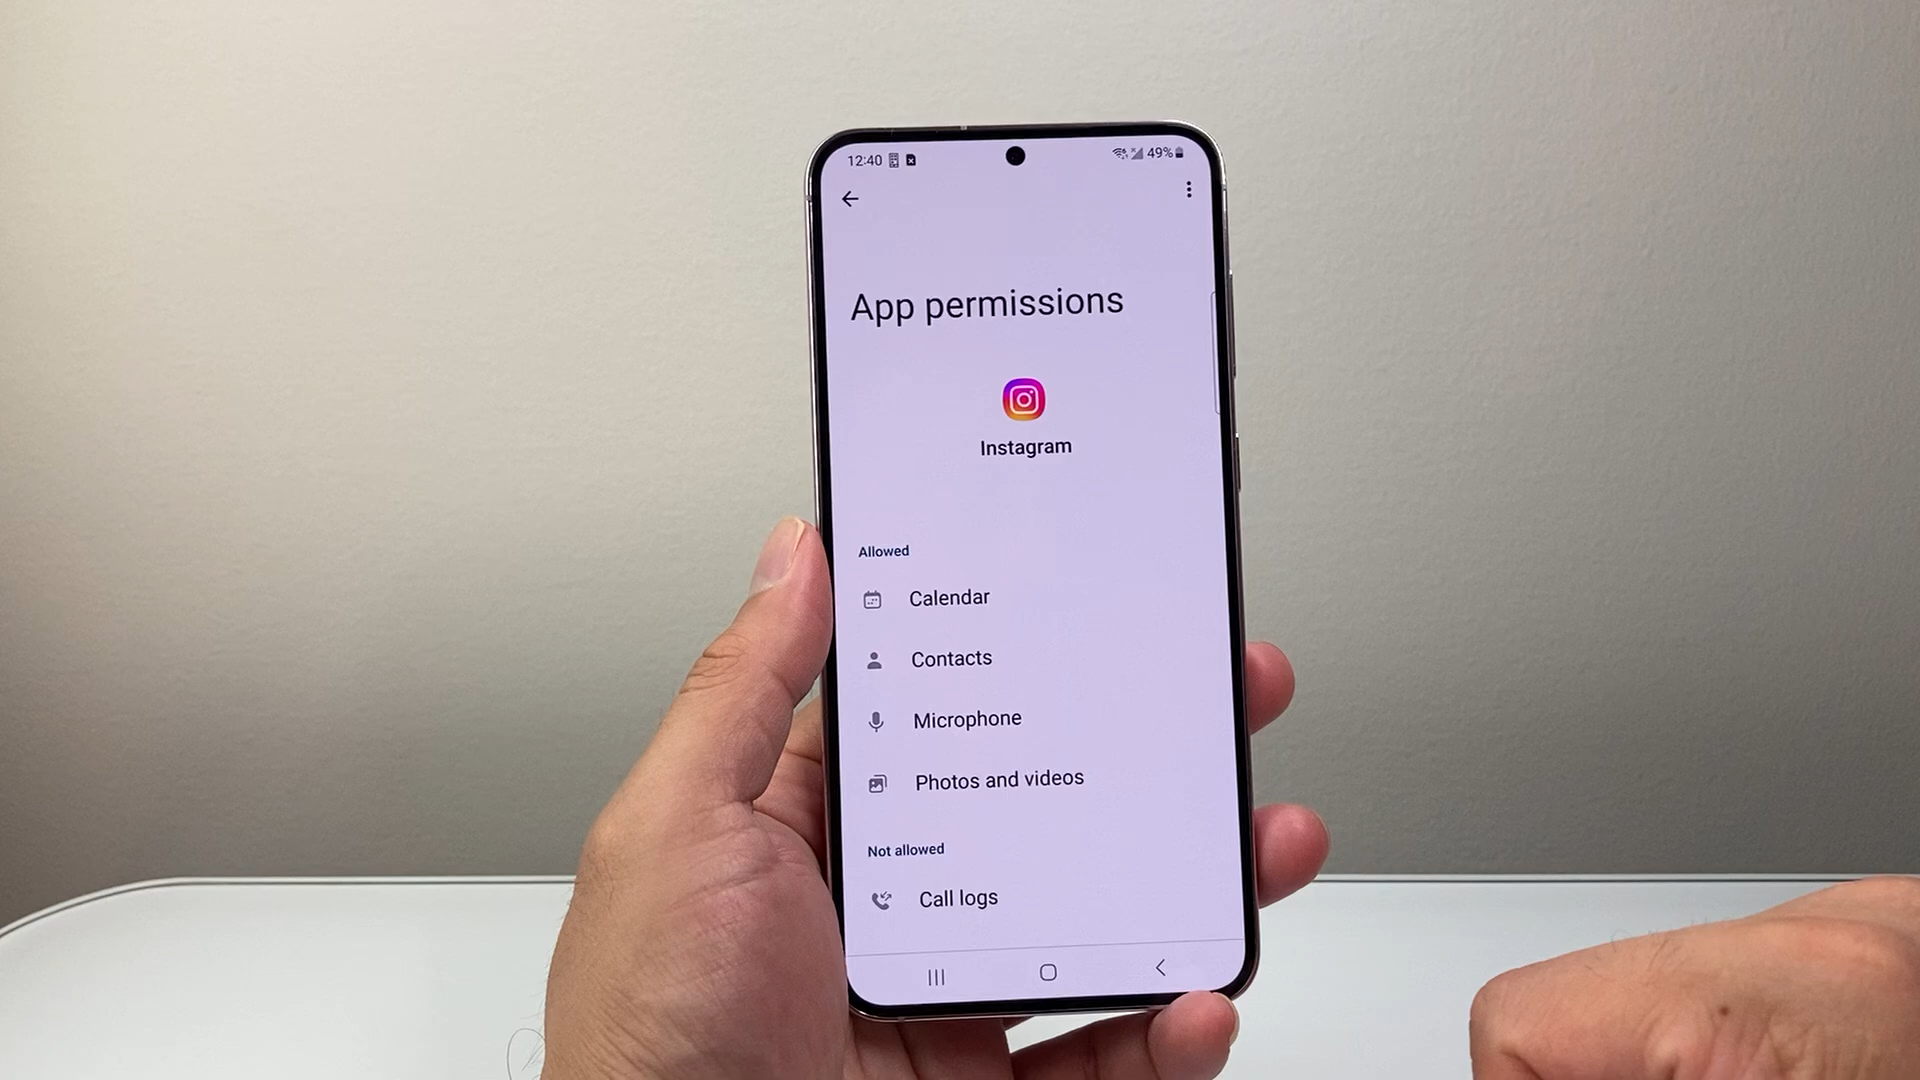 12:40 49%
App permissions
Instagram
Allowed
Calendar
Contacts
Microphone
Photos and videos
Not allowed
Call logs